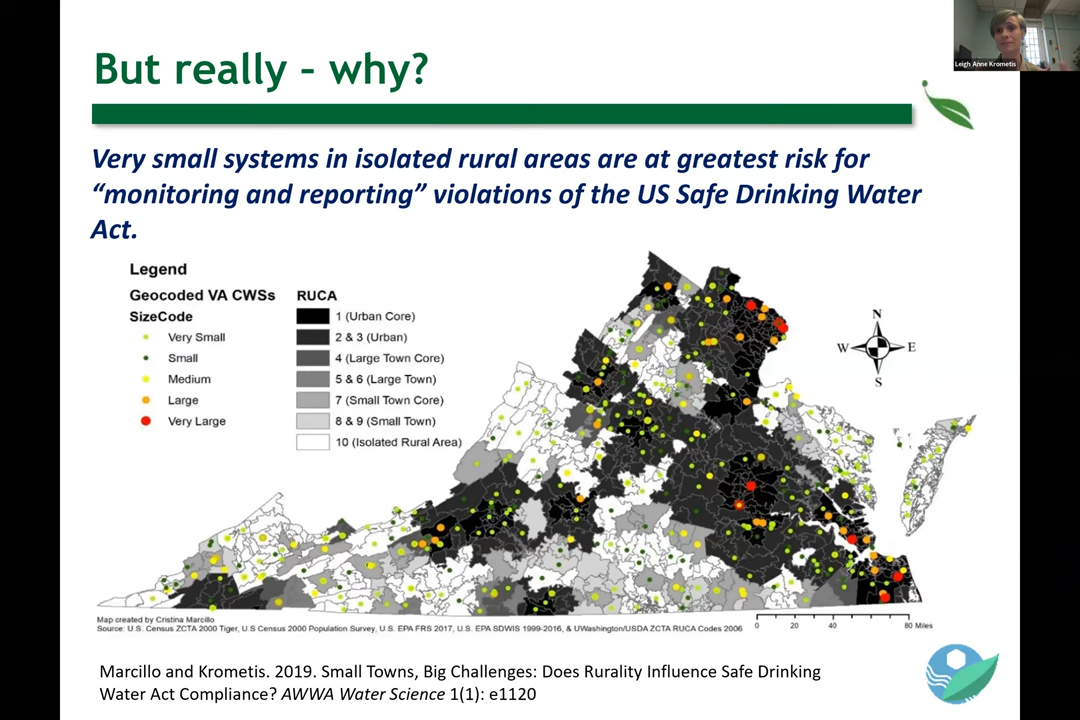 But really – why?
Leigh Anne Krometis
Very small systems in isolated rural areas are at greatest risk for
“monitoring and reporting” violations of the US Safe Drinking Water
Act.
Legend
Geocoded VA CWSs
SizeCode
Very Small
Small
Medium
Large
Very Large
RUCA
1 (Urban Core)
2 & 3 (Urban)
4 (Large Town Core)
5 & 6 (Large Town)
7 (Small Town Core)
8 & 9 (Small Town)
10 (Isolated Rural Area)
N
W
E
S
Map created by Cristina Marcillo
Source: U.S. Census ZCTA 2000 Tiger, U.S Census 2000 Population Survey, U.S. EPA FRS 2017, U.S. EPA SDWIS 1999-2016, & UWashington/USDA ZCTA RUCA Codes 2006
0 20 40 80 Miles
Marcillo and Krometis. 2019. Small Towns, Big Challenges: Does Rurality Influence Safe Drinking
Water Act Compliance? AWWA Water Science 1(1): e1120